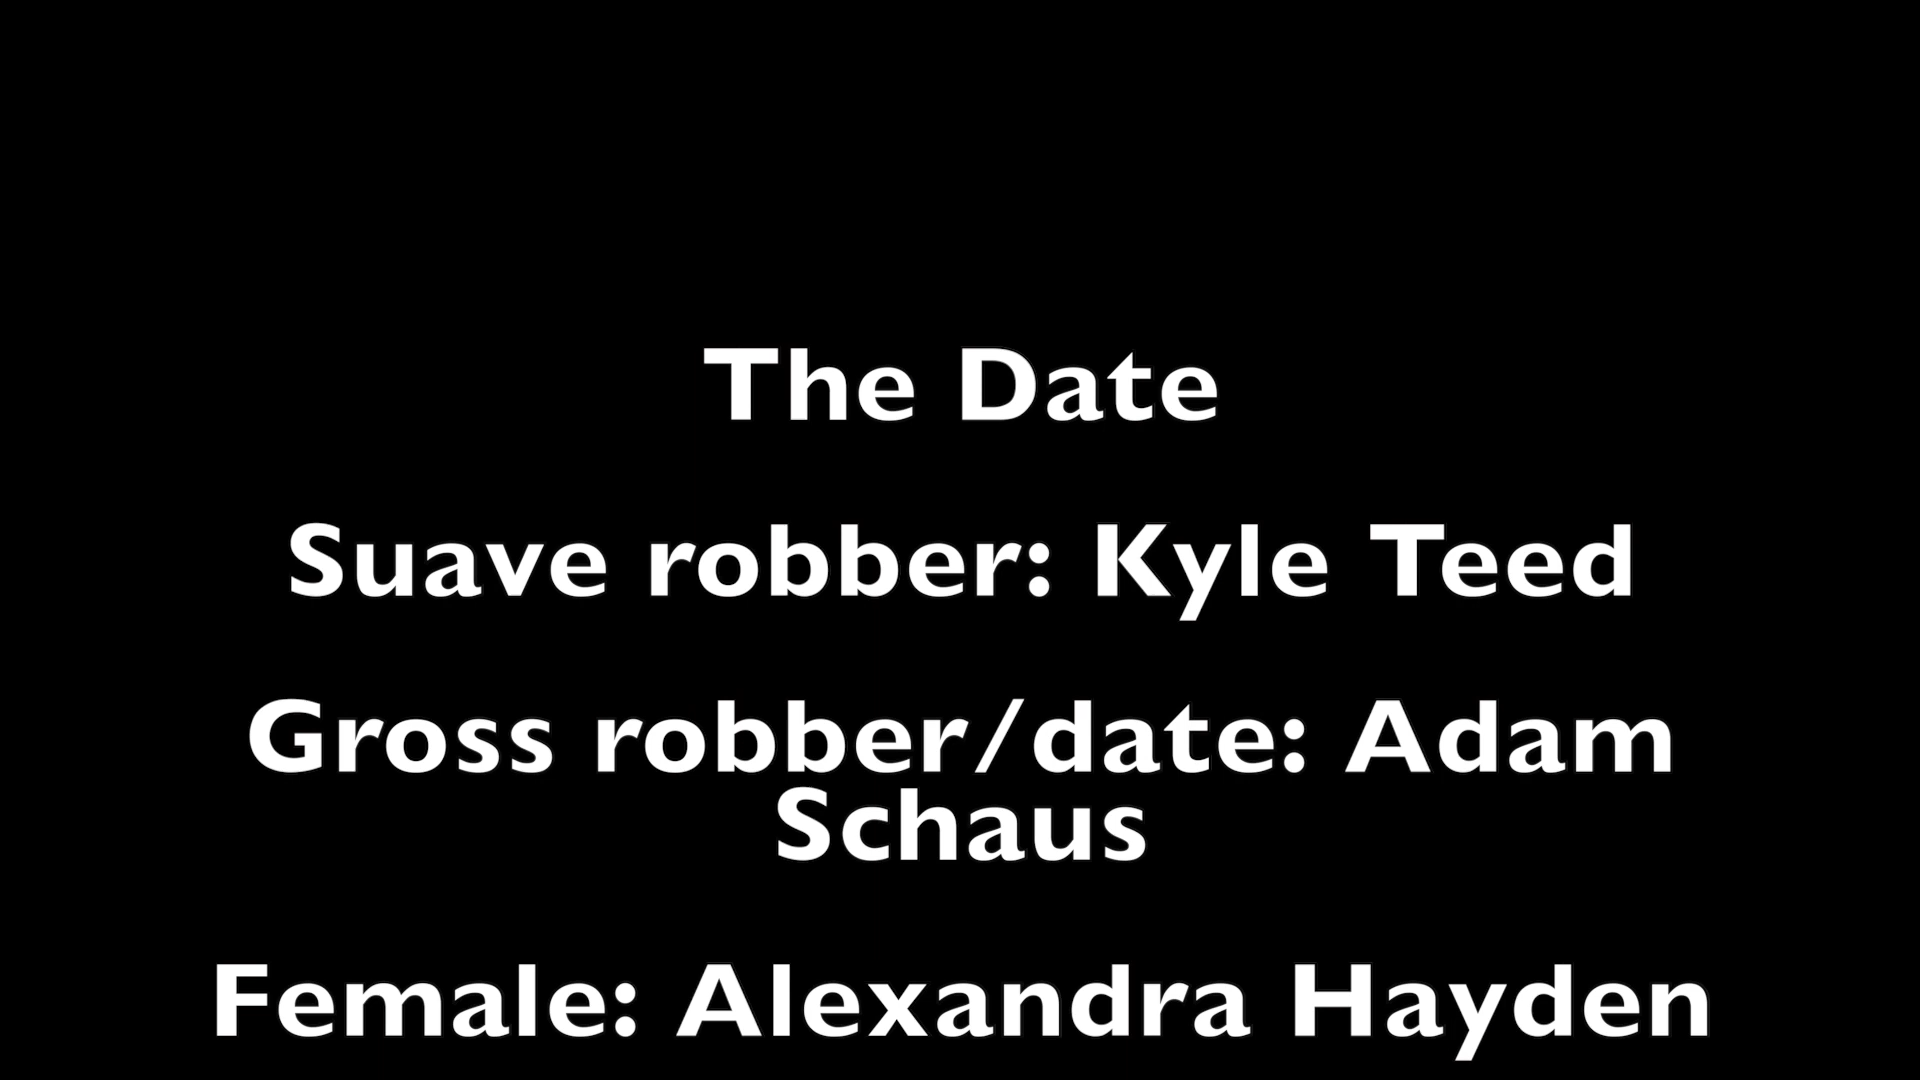 The Date
Suave robber: Kyle Teed
Gross robber/date: Adam
Schaus
Female: Alexandra Hayden